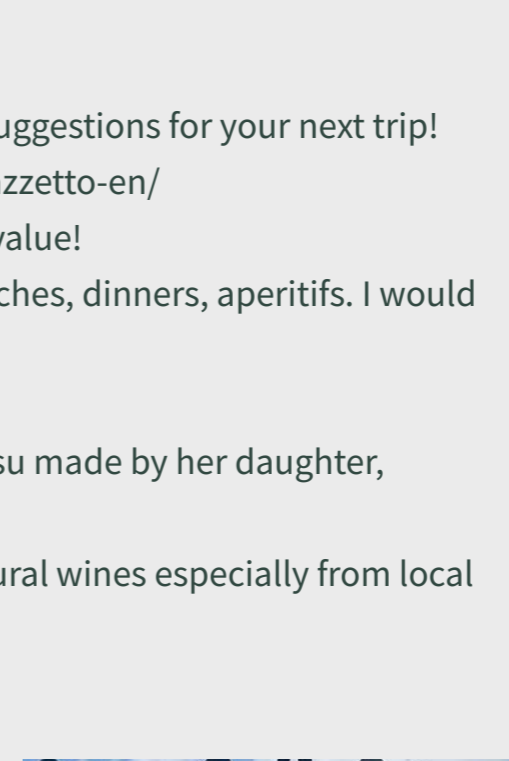 uggestions for your next trip!
azzetto-en/
value!
ches, dinners, aperitifs. I would
su made by her daughter,
ural wines especially from local